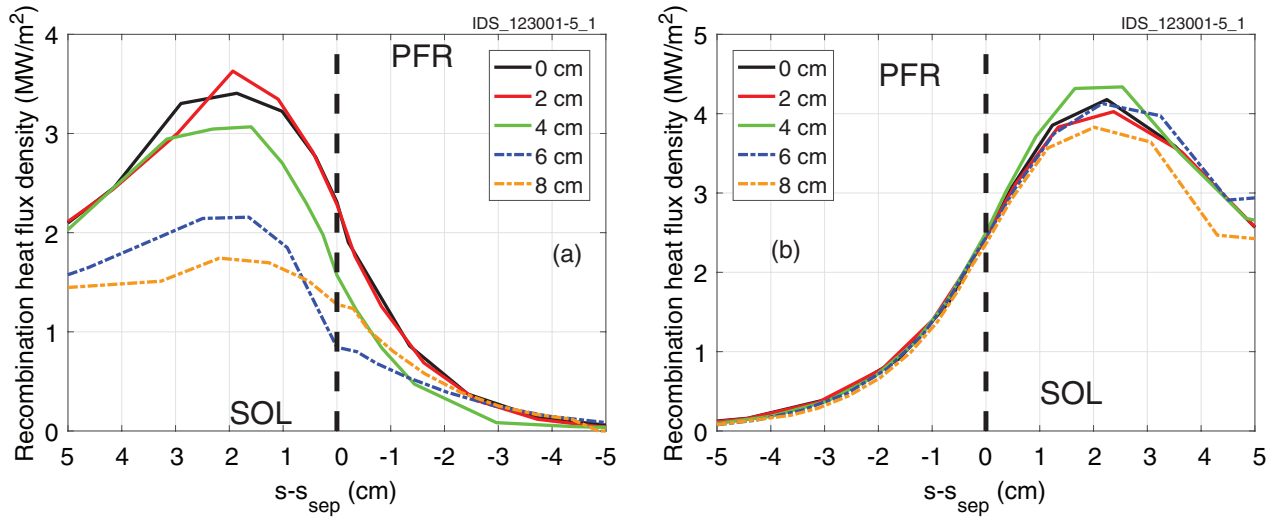 IDS_123001-5_1
Recombination heat flux density (MW/m²)
4
3
2
1
0
PFR
0 cm
2 cm
4 cm
6 cm
8 cm
(a)
SOL
5 4 3 2 1 0 -1 -2 -3 -4 -5
s-s_sep (cm)
IDS_123001-5_1
Recombination heat flux density (MW/m²)
5
4
3
2
1
0
PFR
0 cm
2 cm
4 cm
6 cm
8 cm
(b)
SOL
-5 -4 -3 -2 -1 0 1 2 3 4 5
s-s_sep (cm)